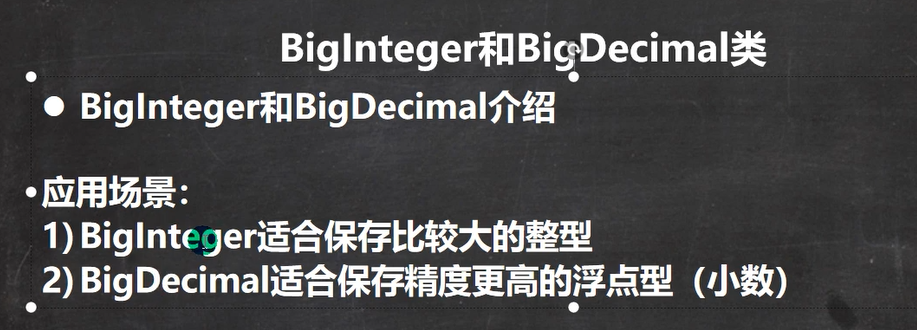 BigInteger和BigDecimal类
● BigInteger和BigDecimal介绍
应用场景：
1) BigInteger适合保存比较大的整型
2) BigDecimal适合保存精度更高的浮点型（小数）